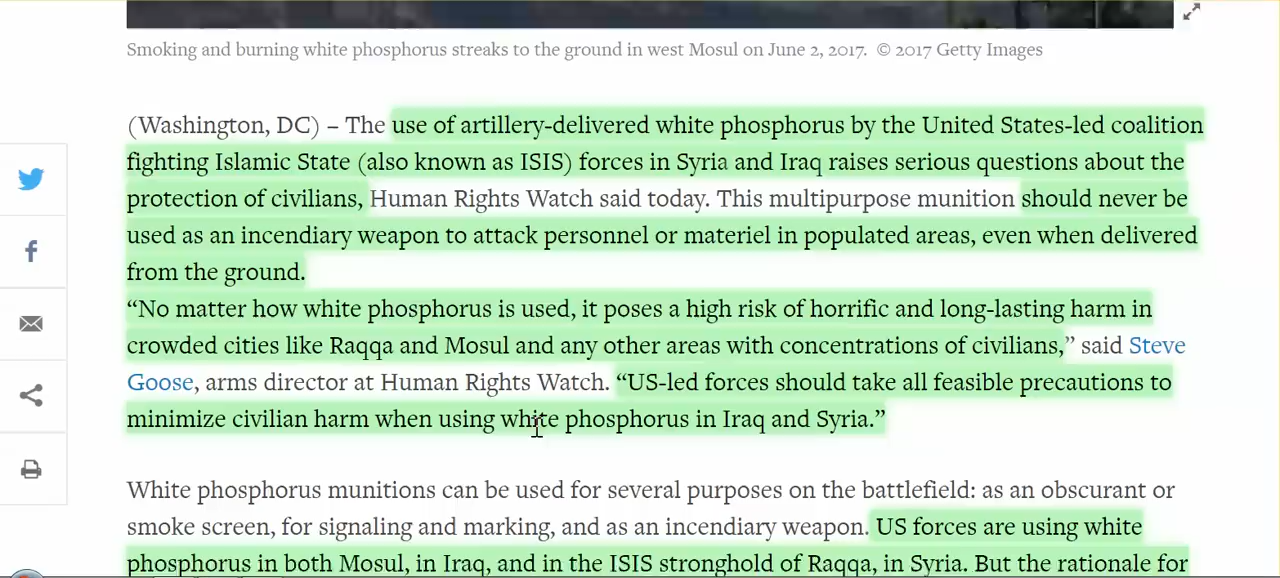 Smoking and burning white phosphorus streaks to the ground in west Mosul on June 2, 2017. © 2017 Getty Images
(Washington, DC) – The use of artillery-delivered white phosphorus by the United States-led coalition
fighting Islamic State (also known as ISIS) forces in Syria and Iraq raises serious questions about the
protection of civilians, Human Rights Watch said today. This multipurpose munition should never be
used as an incendiary weapon to attack personnel or materiel in populated areas, even when delivered
from the ground.
“No matter how white phosphorus is used, it poses a high risk of horrific and long-lasting harm in
crowded cities like Raqqa and Mosul and any other areas with concentrations of civilians,” said Steve
Goose, arms director at Human Rights Watch. “US-led forces should take all feasible precautions to
minimize civilian harm when using white phosphorus in Iraq and Syria.”
White phosphorus munitions can be used for several purposes on the battlefield: as an obscurant or
smoke screen, for signaling and marking, and as an incendiary weapon. US forces are using white
phosphorus in both Mosul, in Iraq, and in the ISIS stronghold of Raqqa, in Syria. But the rationale for